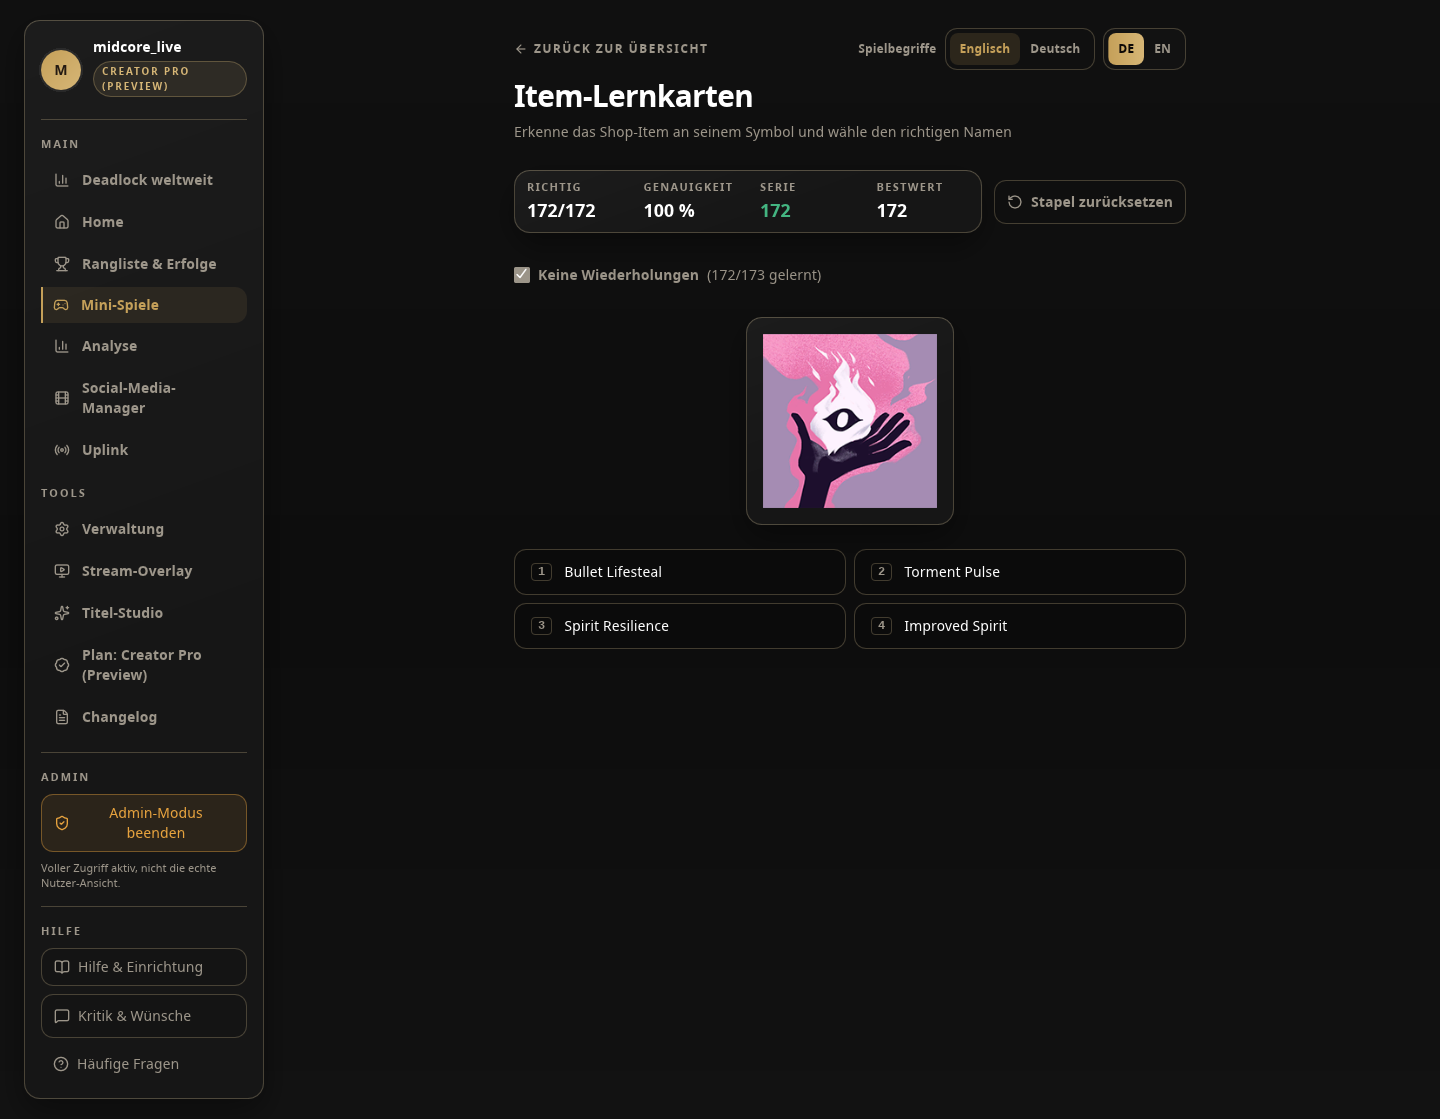 midcore_live
M
CREATOR PRO
(PREVIEW)
MAIN
Deadlock weltweit
Home
Rangliste & Erfolge
Mini-Spiele
Analyse
Social-Media-
Manager
Uplink
TOOLS
Verwaltung
Stream-Overlay
Titel-Studio
Plan: Creator Pro
(Preview)
Changelog
ADMIN
Admin-Modus
beenden
Voller Zugriff aktiv, nicht die echte
Nutzer-Ansicht.
HILFE
Hilfe & Einrichtung
Kritik & Wünsche
Häufige Fragen
ZURÜCK ZUR ÜBERSICHT
Spielbegriffe Englisch Deutsch DE EN
Item-Lernkarten
Erkenne das Shop-Item an seinem Symbol und wähle den richtigen Namen
RICHTIG GENAUIGKEIT SERIE BESTWERT
172/172 100 % 172 172
Stapel zurücksetzen
Keine Wiederholungen (172/173 gelernt)
1 Bullet Lifesteal
2 Torment Pulse
3 Spirit Resilience
4 Improved Spirit